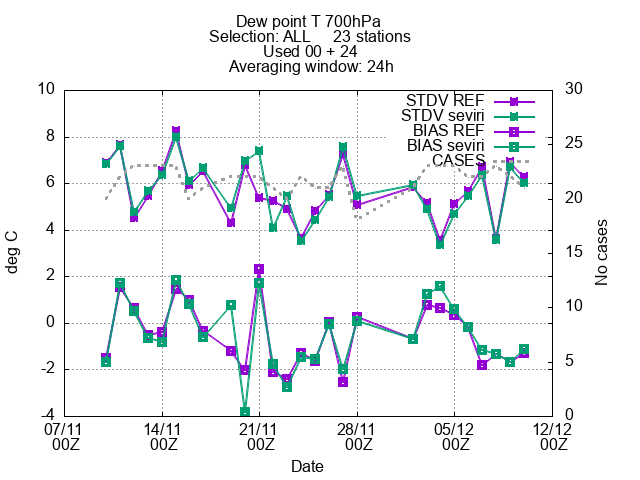 Dew point T 700hPa
Selection: ALL 23 stations
Used 00 + 24
Averaging window: 24h
10
8
6
4
2
0
-2
-4
deg C
30
25
20
15
10
5
0
No cases
STDV REF
STDV seviri
BIAS REF
BIAS seviri
CASES
07/11 14/11 21/11 28/11 05/12 12/12
00Z 00Z 00Z 00Z 00Z 00Z
Date